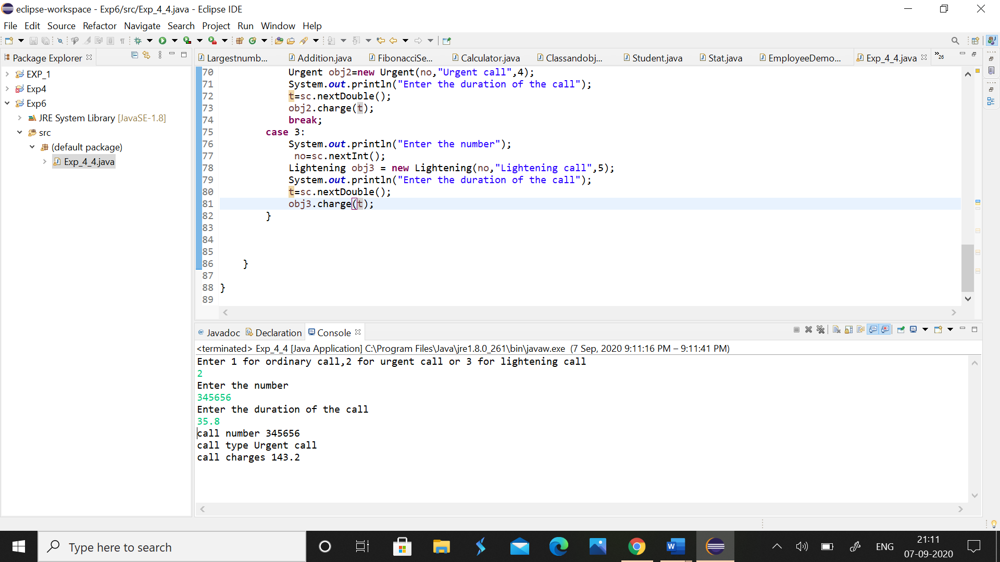 eclipse-workspace - Exp6/src/Exp_4_4.java - Eclipse IDE
File Edit Source Refactor Navigate Search Project Run Window Help
Package Explorer
EXP_1
Exp4
Exp6
JRE System Library [JavaSE-1.8]
src
(default package)
Exp_4_4.java
Largestnumb... Addition.java FibonacciSe... Calculator.java Classandobj... Student.java Stat.java EmployeeDemo... Exp_4_4.java »26
70 Urgent obj2=new Urgent(no,"Urgent call",4);
71 System.out.println("Enter the duration of the call");
72 t=sc.nextDouble();
73 obj2.charge(t);
74 break;
75 case 3:
76 System.out.println("Enter the number");
77 no=sc.nextInt();
78 Lightening obj3 = new Lightening(no,"Lightening call",5);
79 System.out.println("Enter the duration of the call");
80 t=sc.nextDouble();
81 obj3.charge(t);
82 }
83
84
85
86 }
87
88 }
89
@ Javadoc Declaration Console
<terminated> Exp_4_4 [Java Application] C:\Program Files\Java\jre1.8.0_261\bin\javaw.exe (7 Sep, 2020 9:11:16 PM – 9:11:41 PM)
Enter 1 for ordinary call,2 for urgent call or 3 for lightening call
2
Enter the number
345656
Enter the duration of the call
35.8
call number 345656
call type Urgent call
call charges 143.2
Type here to search
ENG
21:11
07-09-2020